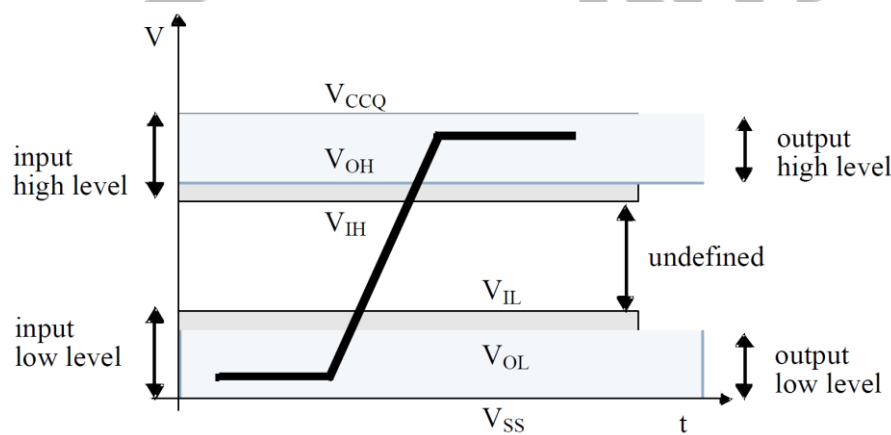 V
V_CCQ
input
high level
V_OH
output
high level
V_IH
undefined
V_IL
input
low level
V_OL
output
low level
V_SS
t